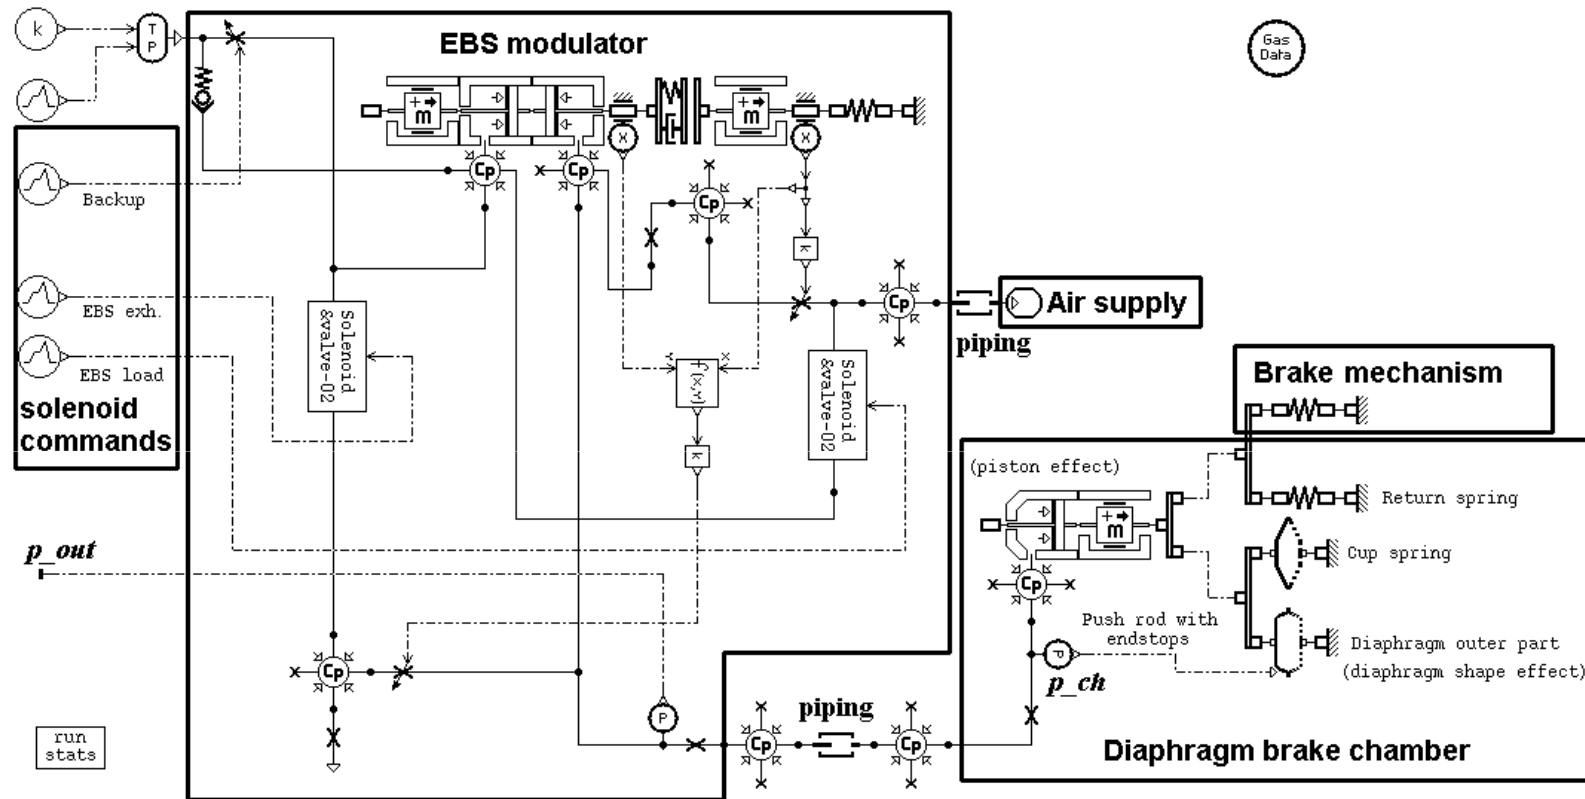 k
T
P
EBS modulator
Gas
Data
m
m
x
x
Cp
Cp
Cp
Backup
k
EBS exh.
Solenoid
&valve-02
Cp
Air supply
piping
EBS load
solenoid
commands
Y
X
f(x,Y)
Solenoid
&valve-02
Brake mechanism
k
(piston effect)
Return spring
m
p_out
Cup spring
Cp
Push rod with
endstops
Diaphragm outer part
(diaphragm shape effect)
P
p_ch
Cp
piping
P
run
stats
Cp
Cp
Diaphragm brake chamber